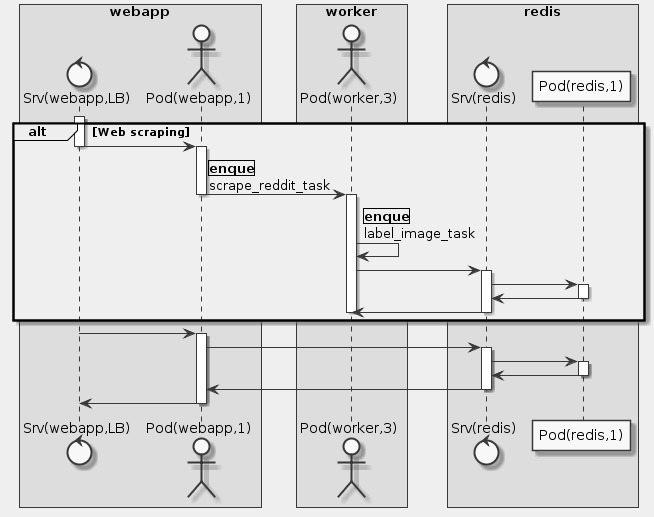 webapp
worker
redis
Srv(webapp,LB)
Pod(webapp,1)
Pod(worker,3)
Srv(redis)
Pod(redis,1)
alt
[Web scraping]
enque
scrape_reddit_task
enque
label_image_task
Srv(webapp,LB)
Pod(webapp,1)
Pod(worker,3)
Srv(redis)
Pod(redis,1)